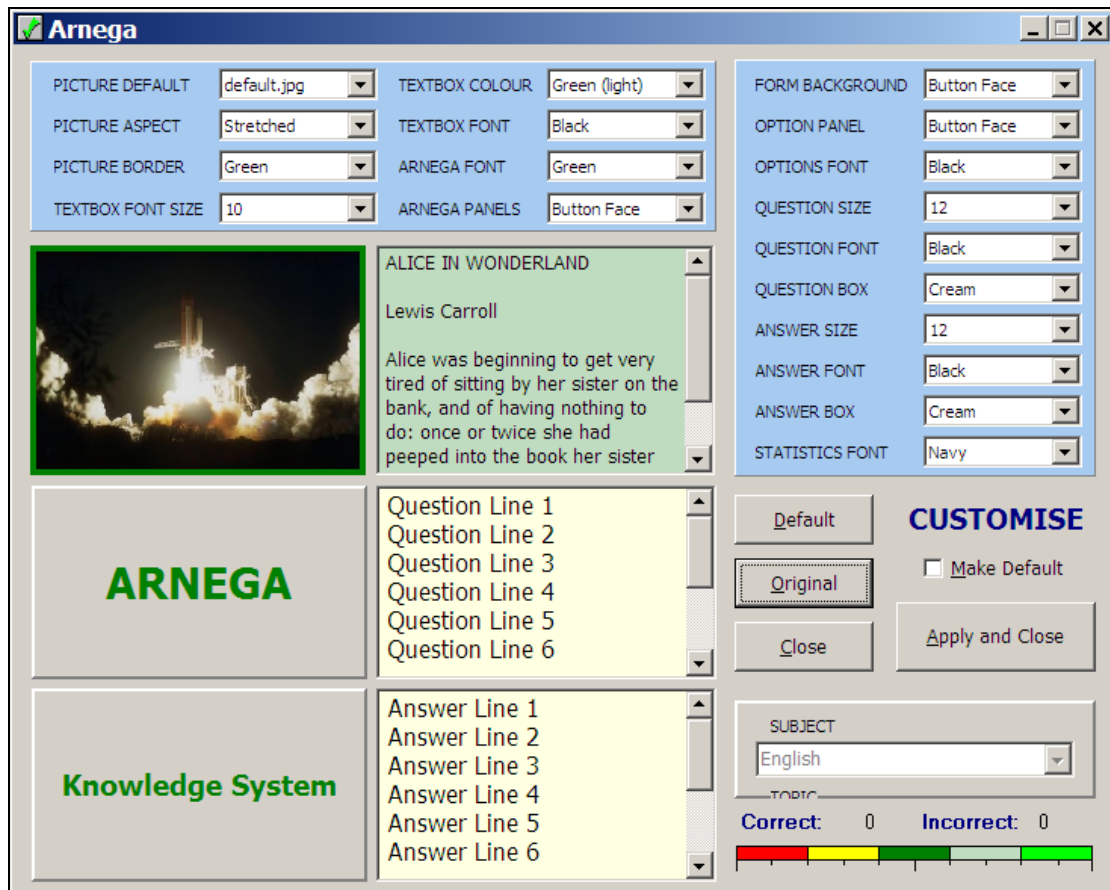 Arnega
PICTURE DEFAULT default.jpg TEXTBOX COLOUR Green (light)
PICTURE ASPECT Stretched TEXTBOX FONT Black
PICTURE BORDER Green ARNEGA FONT Green
TEXTBOX FONT SIZE 10 ARNEGA PANELS Button Face
FORM BACKGROUND Button Face
OPTION PANEL Button Face
OPTIONS FONT Black
QUESTION SIZE 12
QUESTION FONT Black
QUESTION BOX Cream
ANSWER SIZE 12
ANSWER FONT Black
ANSWER BOX Cream
STATISTICS FONT Navy
ALICE IN WONDERLAND
Lewis Carroll
Alice was beginning to get very
tired of sitting by her sister on the
bank, and of having nothing to
do: once or twice she had
peeped into the book her sister
ARNEGA
Question Line 1
Question Line 2
Question Line 3
Question Line 4
Question Line 5
Question Line 6
Default
CUSTOMISE
Original
Make Default
Close
Apply and Close
Knowledge System
Answer Line 1
Answer Line 2
Answer Line 3
Answer Line 4
Answer Line 5
Answer Line 6
SUBJECT
English
TOPIC
Correct: 0 Incorrect: 0